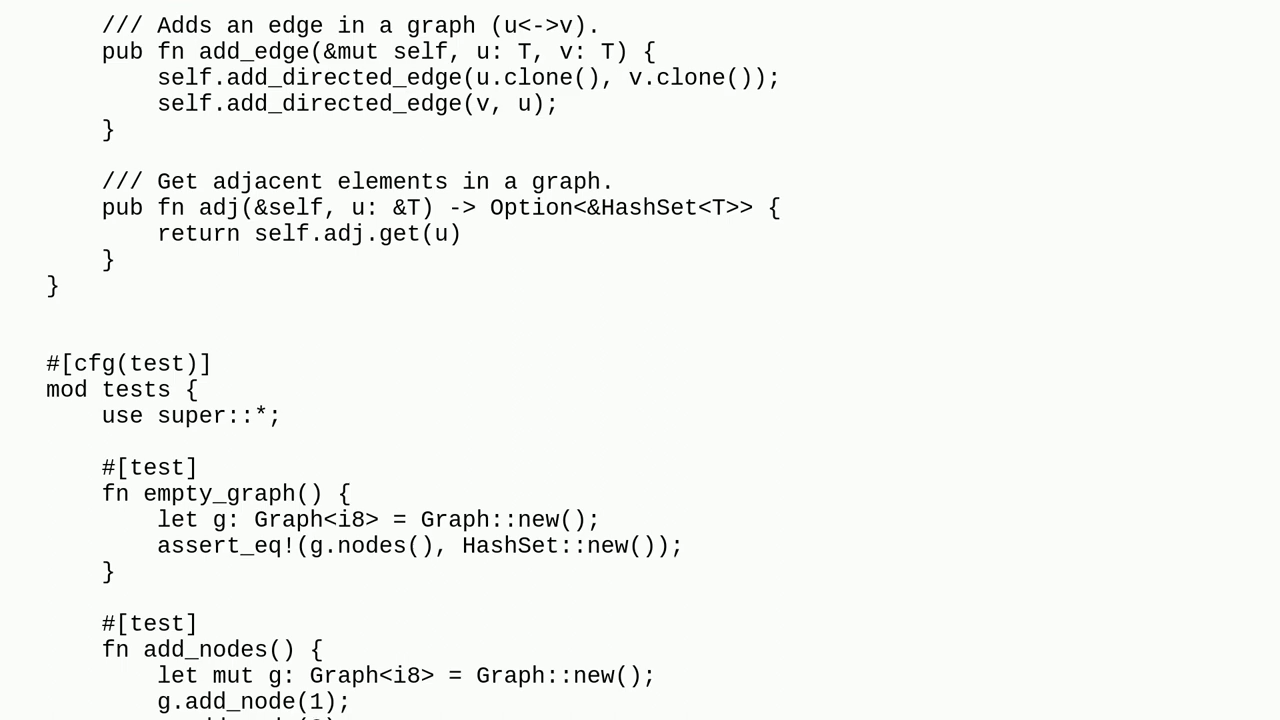 /// Adds an edge in a graph (u<->v).
pub fn add_edge(&mut self, u: T, v: T) {
self.add_directed_edge(u.clone(), v.clone());
self.add_directed_edge(v, u);
}
/// Get adjacent elements in a graph.
pub fn adj(&self, u: &T) -> Option<&HashSet<T>> {
return self.adj.get(u)
}
}
#[cfg(test)]
mod tests {
use super::*;
#[test]
fn empty_graph() {
let g: Graph<i8> = Graph::new();
assert_eq!(g.nodes(), HashSet::new());
}
#[test]
fn add_nodes() {
let mut g: Graph<i8> = Graph::new();
g.add_node(1);